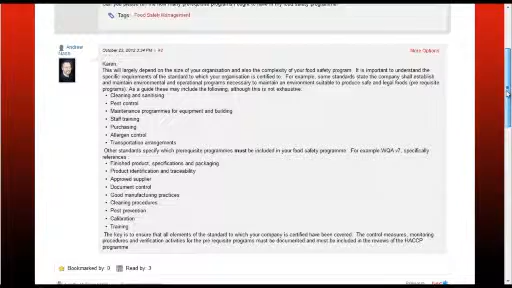 Tags Food Safety Management
Andrew
October 23, 2012 2:34 PM
More Options
Karen,
This will largely depend on the size of your organisation and also the complexity of your food safety program. It is important to understand the
specific requirements of the standard to which your organisation is certified to. For example, some standards state the company shall establish
and maintain environmental and operational programs necessary to maintain an environment suitable to produce safe and legal foods (pre requisite
programs). As a guide these may include the following, although this is not exhaustive:
• Cleaning and sanitising
• Pest control
• Maintenance programmes for equipment and building
• Staff training
• Purchasing
• Allergen control
• Transportation arrangements
Other standards specify which prerequisite programmes must be included in your food safety programme. For example WQA v7, specifically
references
• Finished product, specifications and packaging
• Product identification and traceability
• Approved supplier
• Document control
• Good manufacturing practices
• Cleaning procedures
• Pest prevention
• Calibration
• Training
The key is to ensure that all elements of the standard to which your company is certified have been covered. The control measures, monitoring
procedures and verification activities for the pre requisite programs must be documented and must be included in the reviews of the HACCP
programme
Bookmarked by 0 Read by 3